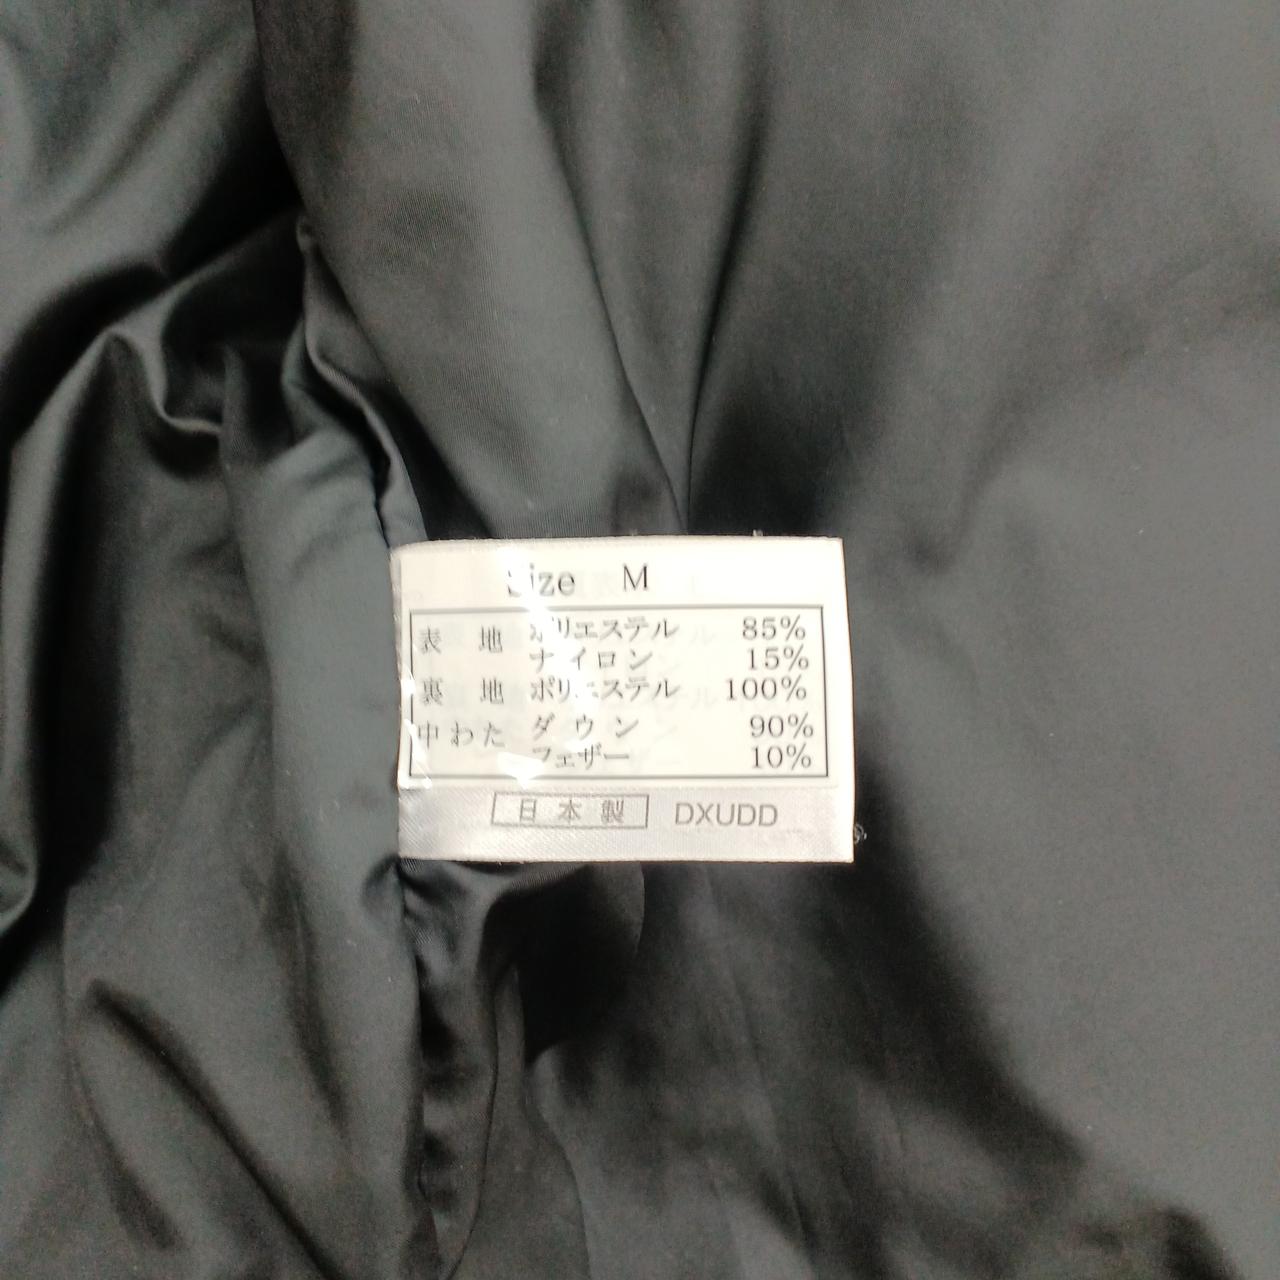 Size M
表地 ポリエステル 85%
ナイロン 15%
裏地 ポリエステル 100%
中わた ダウン 90%
フェザー 10%
日本製 DXUDD